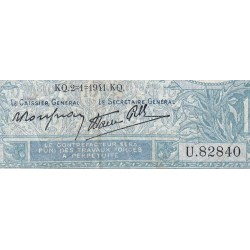 KQ.2-1=1941.KQ.
LE CAISSIER GÉNÉRAL LE SECRÉTAIRE GÉNÉRAL
LE CONTREFACTEUR SERA
PUNI DES TRAVAUX FORCÉS
À PERPÉTUITÉ
U.82840